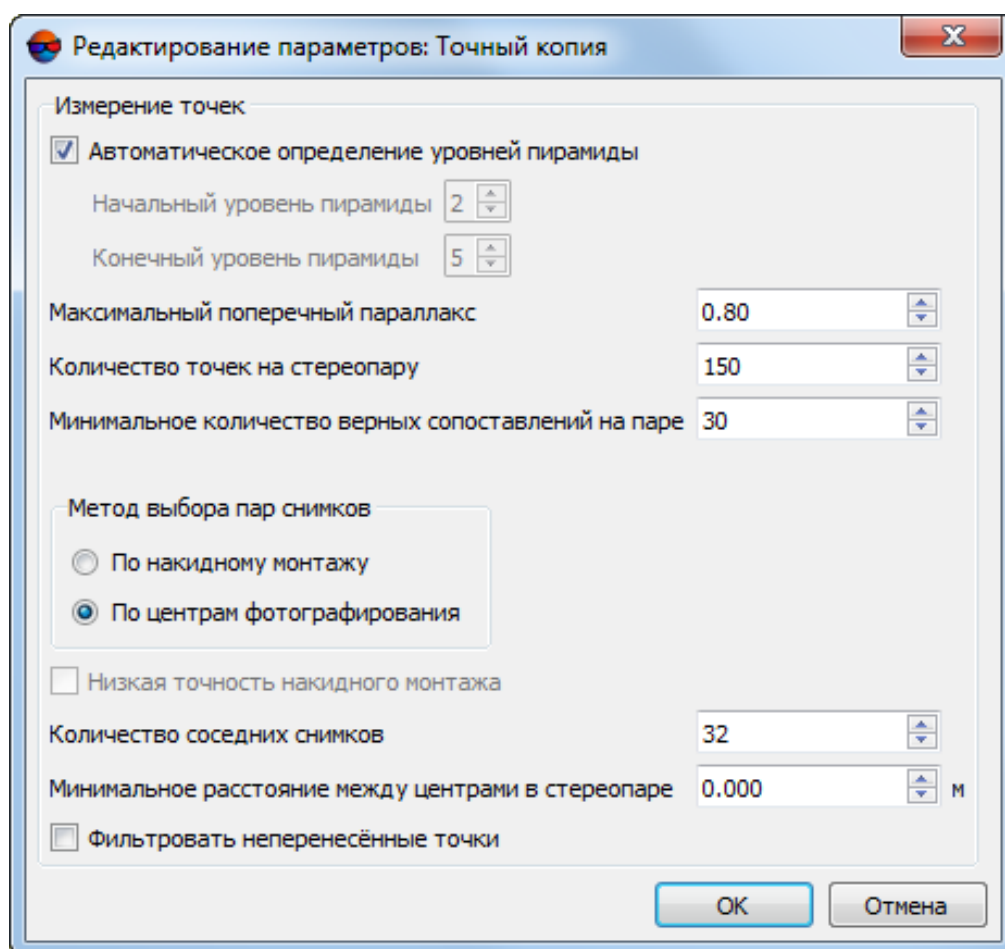 Редактирование параметров: Точный копия
Измерение точек
Автоматическое определение уровней пирамиды
Начальный уровень пирамиды 2
Конечный уровень пирамиды 5
Максимальный поперечный параллакс 0.80
Количество точек на стереопару 150
Минимальное количество верных сопоставлений на паре 30
Метод выбора пар снимков
По накидному монтажу
По центрам фотографирования
Низкая точность накидного монтажа
Количество соседних снимков 32
Минимальное расстояние между центрами в стереопаре 0.000 м
Фильтровать неперенесённые точки
OK Отмена